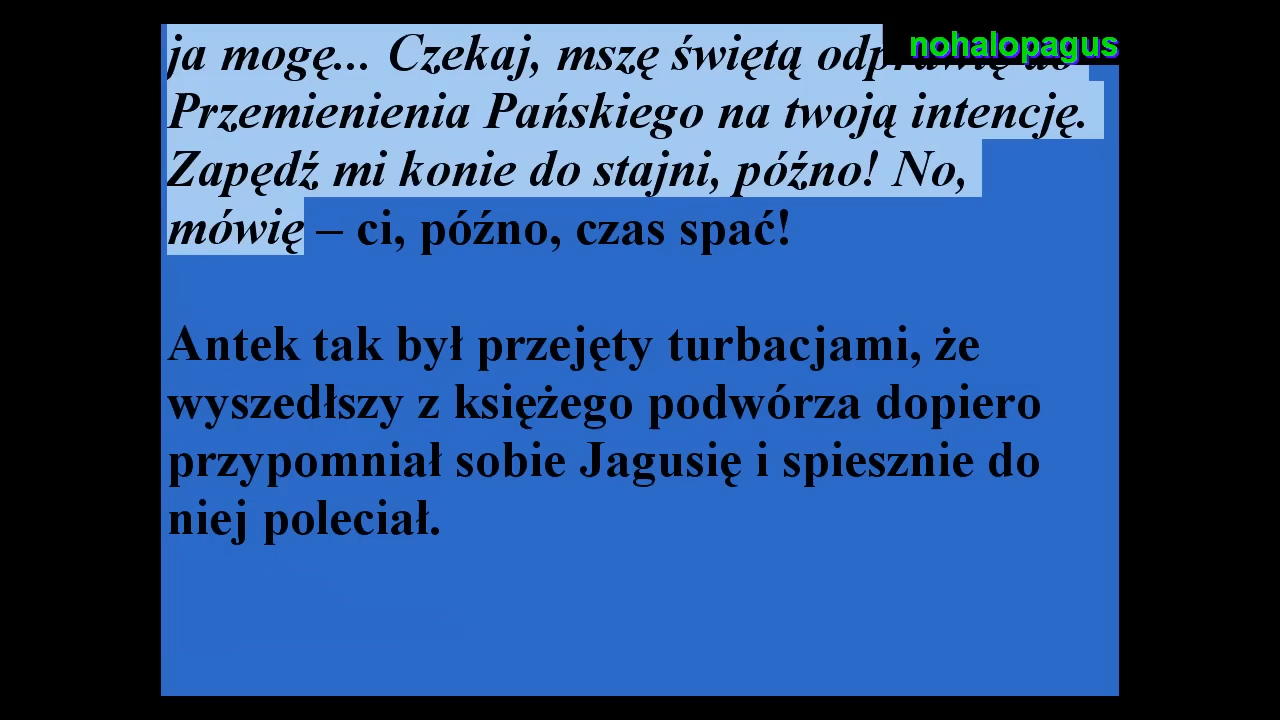 nohalopagus
ja mogę... Czekaj, mszę świętą odprawię do
Przemienienia Pańskiego na twoją intencję.
Zapędź mi konie do stajni, późno! No,
mówię – ci, późno, czas spać!
Antek tak był przejęty turbacjami, że
wyszedłszy z księżego podwórza dopiero
przypomniał sobie Jagusię i spiesznie do
niej poleciał.